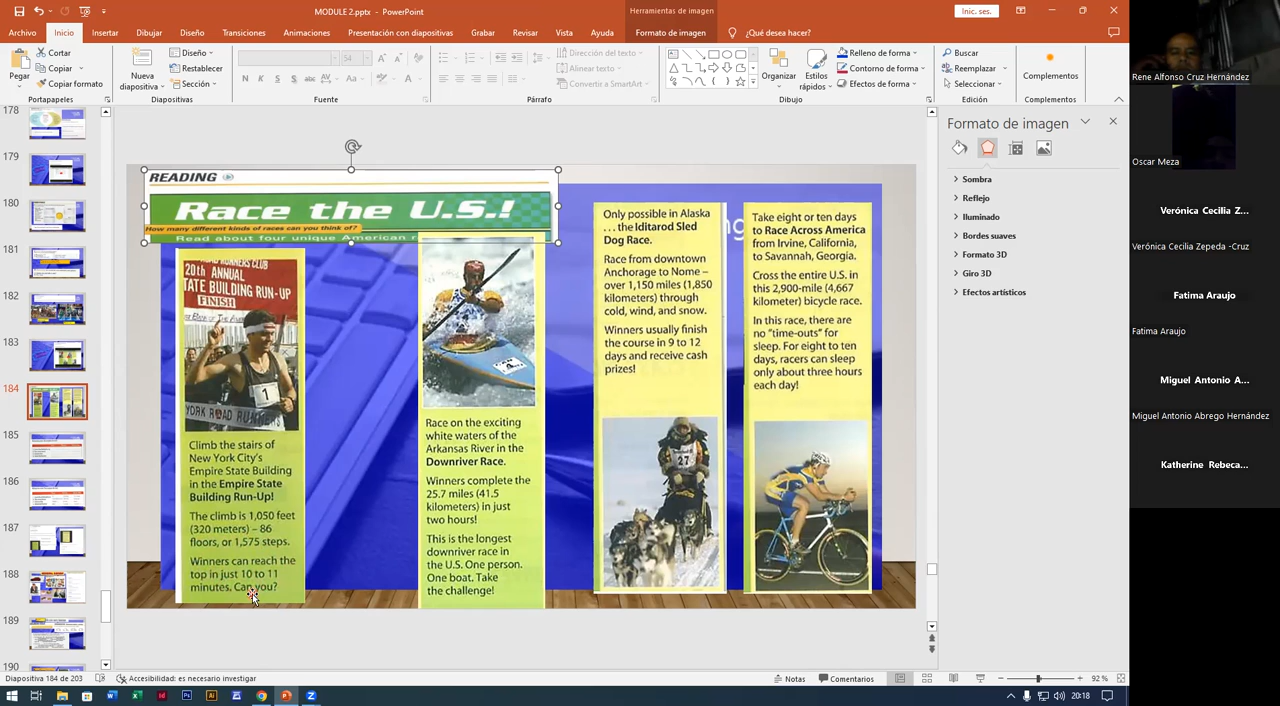 MODULE 2.pptx - PowerPoint
Herramientas de imagen
Inic. ses.
Archivo
Inicio
Insertar
Dibujar
Diseño
Transiciones
Animaciones
Presentación con diapositivas
Grabar
Revisar
Vista
Ayuda
Formato de imagen
¿Qué desea hacer?
Pegar
Cortar
Copiar
Copiar formato
Portapapeles
Nueva
diapositiva
Diseño
Restablecer
Sección
Diapositivas
54
N K S S abc AV Aa A
Fuente
Dirección del texto
Alinear texto
Convertir a SmartArt
Párrafo
Organizar
Estilos
rápidos
Relleno de forma
Contorno de forma
Efectos de forma
Dibujo
Buscar
Reemplazar
Seleccionar
Edición
Complementos
Complementos
178
179
180
181
182
183
184
185
186
187
188
189
190
READING
Race the U.S.!
How many different kinds of races can you think of?
Read about four unique American r
20th ANNUAL
TATE BUILDING RUN-UP
FINISH
1
YORK ROAD
Climb the stairs of
New York City's
Empire State Building
in the Empire State
Building Run-Up!
The climb is 1,050 feet
(320 meters) – 86
floors, or 1,575 steps.
Winners can reach the
top in just 10 to 11
minutes. Can you?
Race on the exciting
white waters of the
Arkansas River in the
Downriver Race.
Winners complete the
25.7 miles (41.5
kilometers) in just
two hours!
This is the longest
downriver race in
the U.S. One person.
One boat. Take
the challenge!
Only possible in Alaska
. . . the Iditarod Sled
Dog Race.
Race from downtown
Anchorage to Nome –
over 1,150 miles (1,850
kilometers) through
cold, wind, and snow.
Winners usually finish
the course in 9 to 12
days and receive cash
prizes!
27
Take eight or ten days
to Race Across America
from Irvine, California,
to Savannah, Georgia.
Cross the entire U.S. in
this 2,900-mile (4,667
kilometer) bicycle race.
In this race, there are
no "time-outs" for
sleep. For eight to ten
days, racers can sleep
only about three hours
each day!
Formato de imagen
Sombra
Reflejo
Iluminado
Bordes suaves
Formato 3D
Giro 3D
Efectos artísticos
Rene Alfonso Cruz Hernández
Oscar Meza
Verónica Cecilia Z...
Verónica Cecilia Zepeda -Cruz
Fatima Araujo
Fatima Araujo
Miguel Antonio A...
Miguel Antonio Abrego Hernández
Katherine Rebeca...
Diapositiva 184 de 203
Accesibilidad: es necesario investigar
Notas
Comentarios
92 %
20:18